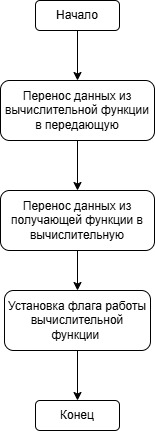 Начало
Перенос данных из
вычислительной функции
в передающую
Перенос данных из
получающей функции в
вычислительную
Установка флага работы
вычислительной
функции
Конец